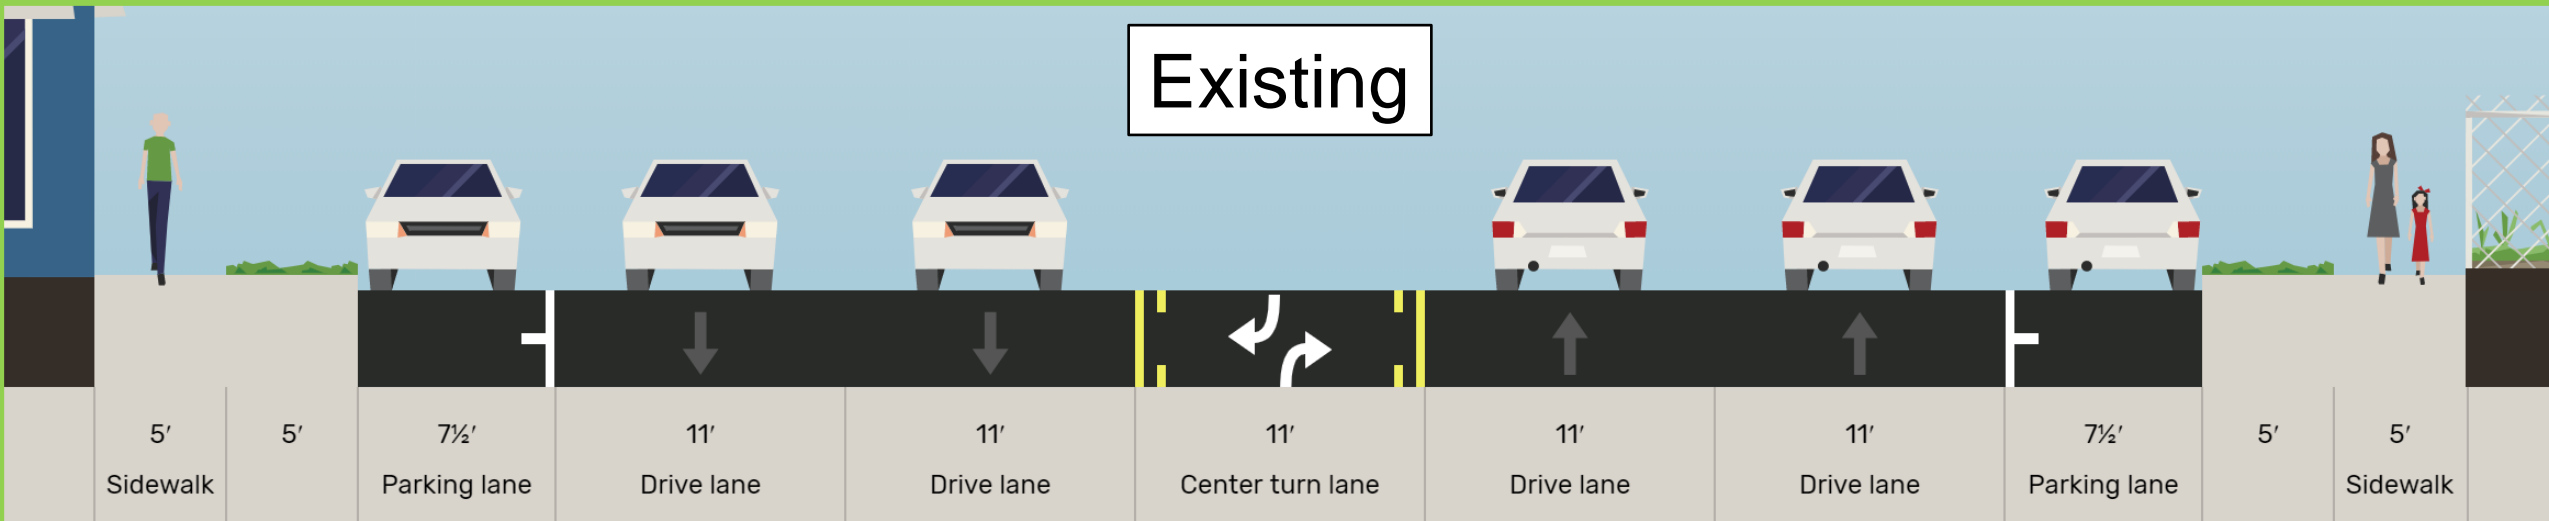 Existing
5′ 5′ 7½′ 11′ 11′ 11′ 11′ 11′ 7½′ 5′ 5′
Sidewalk Parking lane Drive lane Drive lane Center turn lane Drive lane Drive lane Parking lane Sidewalk